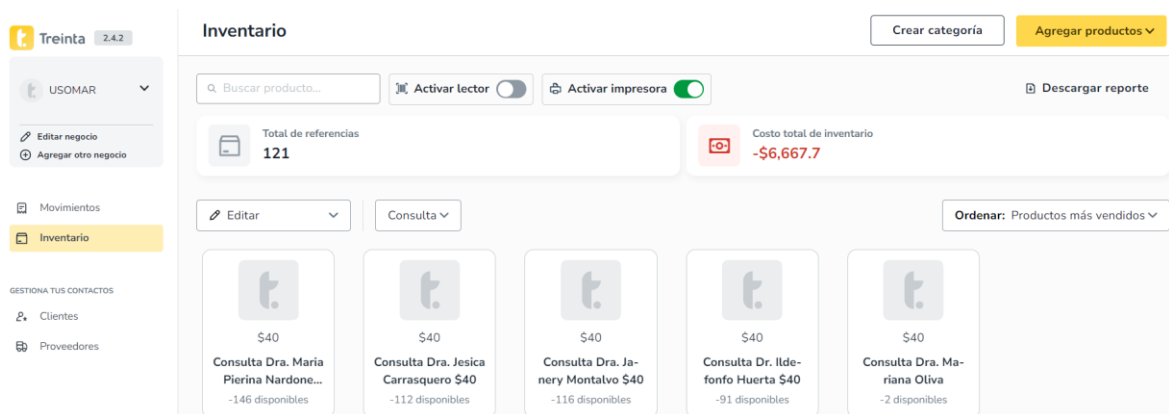 Treinta 2.4.2
USOMAR
Editar negocio
Agregar otro negocio
Movimientos
Inventario
GESTIONA TUS CONTACTOS
Clientes
Proveedores
Inventario
Crear categoría
Agregar productos
Buscar producto...
Activar lector
Activar impresora
Descargar reporte
Total de referencias
121
Costo total de inventario
-$6,667.7
Editar
Consulta
Ordenar: Productos más vendidos
$40
Consulta Dra. Maria
Pierina Nardone...
-146 disponibles
$40
Consulta Dra. Jesica
Carrasquero $40
-112 disponibles
$40
Consulta Dra. Ja-
nery Montalvo $40
-116 disponibles
$40
Consulta Dr. Ilde-
fonfo Huerta $40
-91 disponibles
$40
Consulta Dra. Ma-
riana Oliva
-2 disponibles